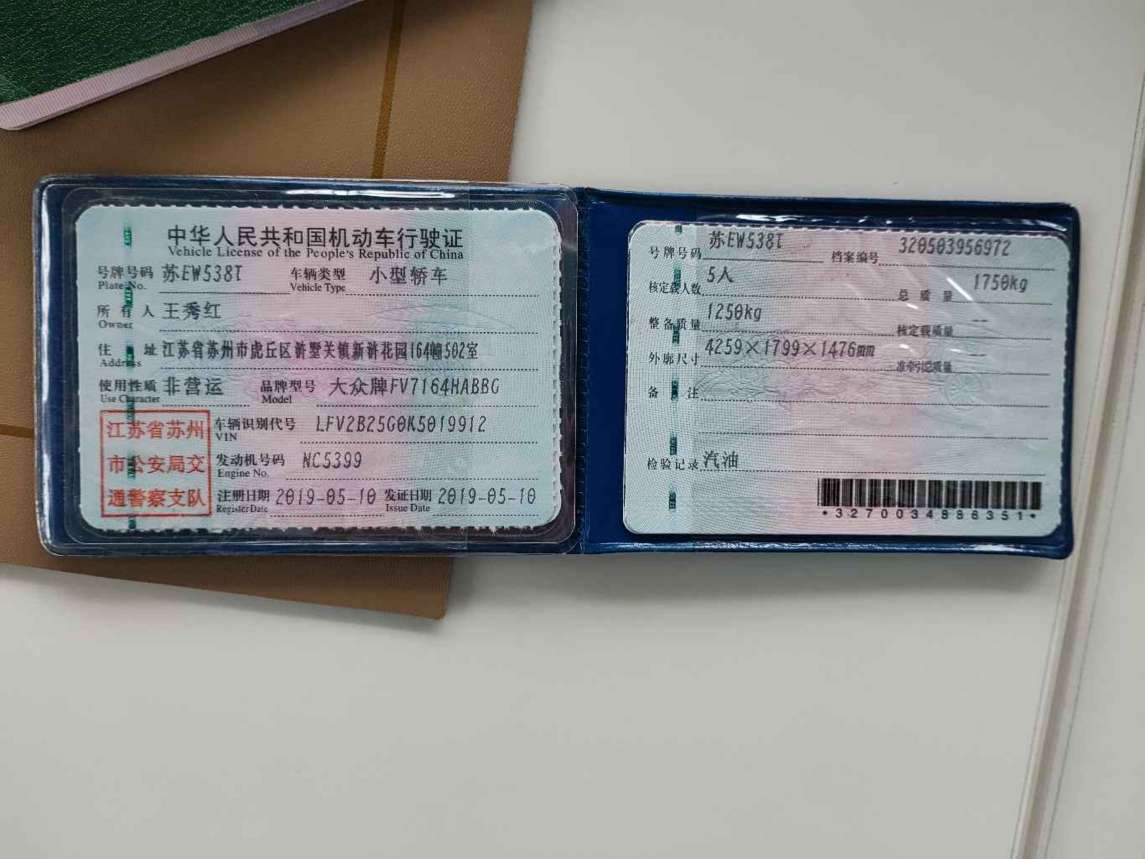 中华人民共和国机动车行驶证
Vehicle License of the People's Republic of China
号牌号码 苏EW538T 车辆类型 小型轿车
Plate No. Vehicle Type
所有人 王秀红
Owner
住址 江苏省苏州市虎丘区浒墅关镇新浒花园164幢502室
Address
使用性质 非营运 品牌型号 大众牌FV7164HABBG
Use Character Model
江苏省苏州
市公安局交
通警察支队
车辆识别代号 LFV2B25G0K5019912
VIN
发动机号码 NC5399
Engine No.
注册日期 2019-05-10 发证日期 2019-05-10
Register Date Issue Date
号牌号码 苏EW538T 档案编号 320503956972
核定载人数 5人 总质量 1750kg
整备质量 1250kg 核定载质量 --
外廓尺寸 4259×1799×1476mm 准牵引总质量 --
备注
检验记录 汽油
*3270034886351*